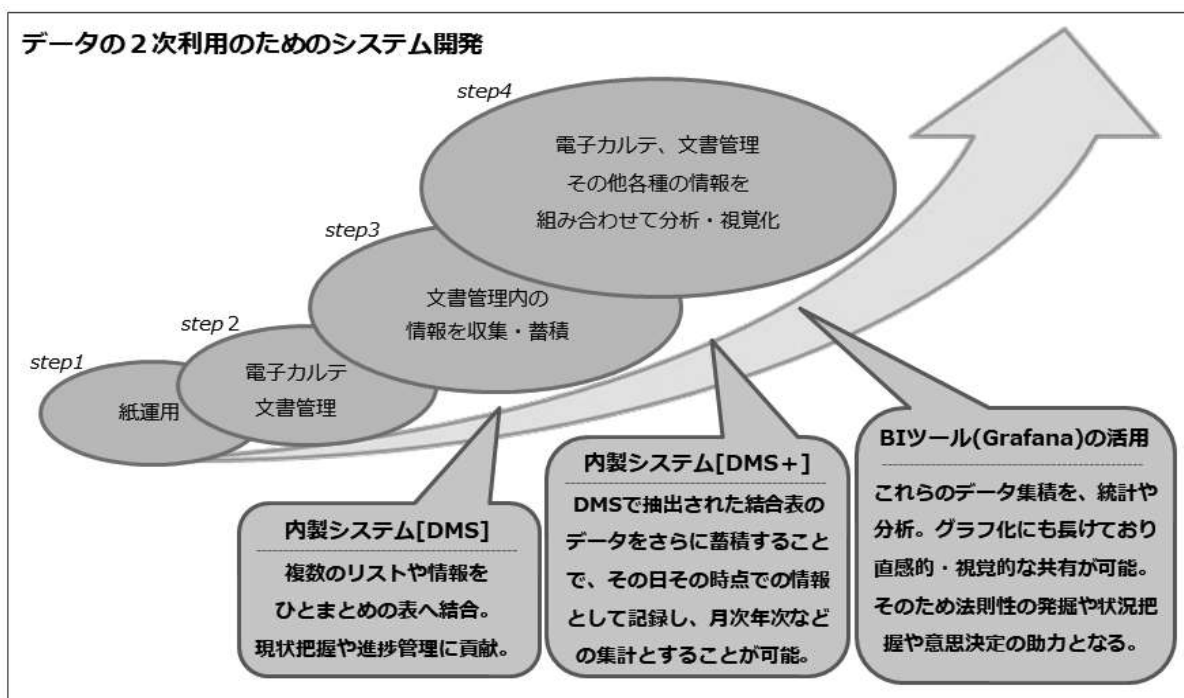 データの２次利用のためのシステム開発
step4
電子カルテ、文書管理
その他各種の情報を
組み合わせて分析・視覚化
step3
文書管理内の
情報を収集・蓄積
step 2
電子カルテ
文書管理
step1
紙運用
内製システム[DMS]
複数のリストや情報を
ひとまとめの表へ結合。
現状把握や進捗管理に貢献。
内製システム[DMS＋]
DMSで抽出された結合表の
データをさらに蓄積すること
で、その日その時点での情報
として記録し、月次年次など
の集計とすることが可能。
BIツール(Grafana)の活用
これらのデータ集積を、統計や
分析。グラフ化にも長けており
直感的・視覚的な共有が可能。
そのため法則性の発掘や状況把
握や意思決定の助力となる。